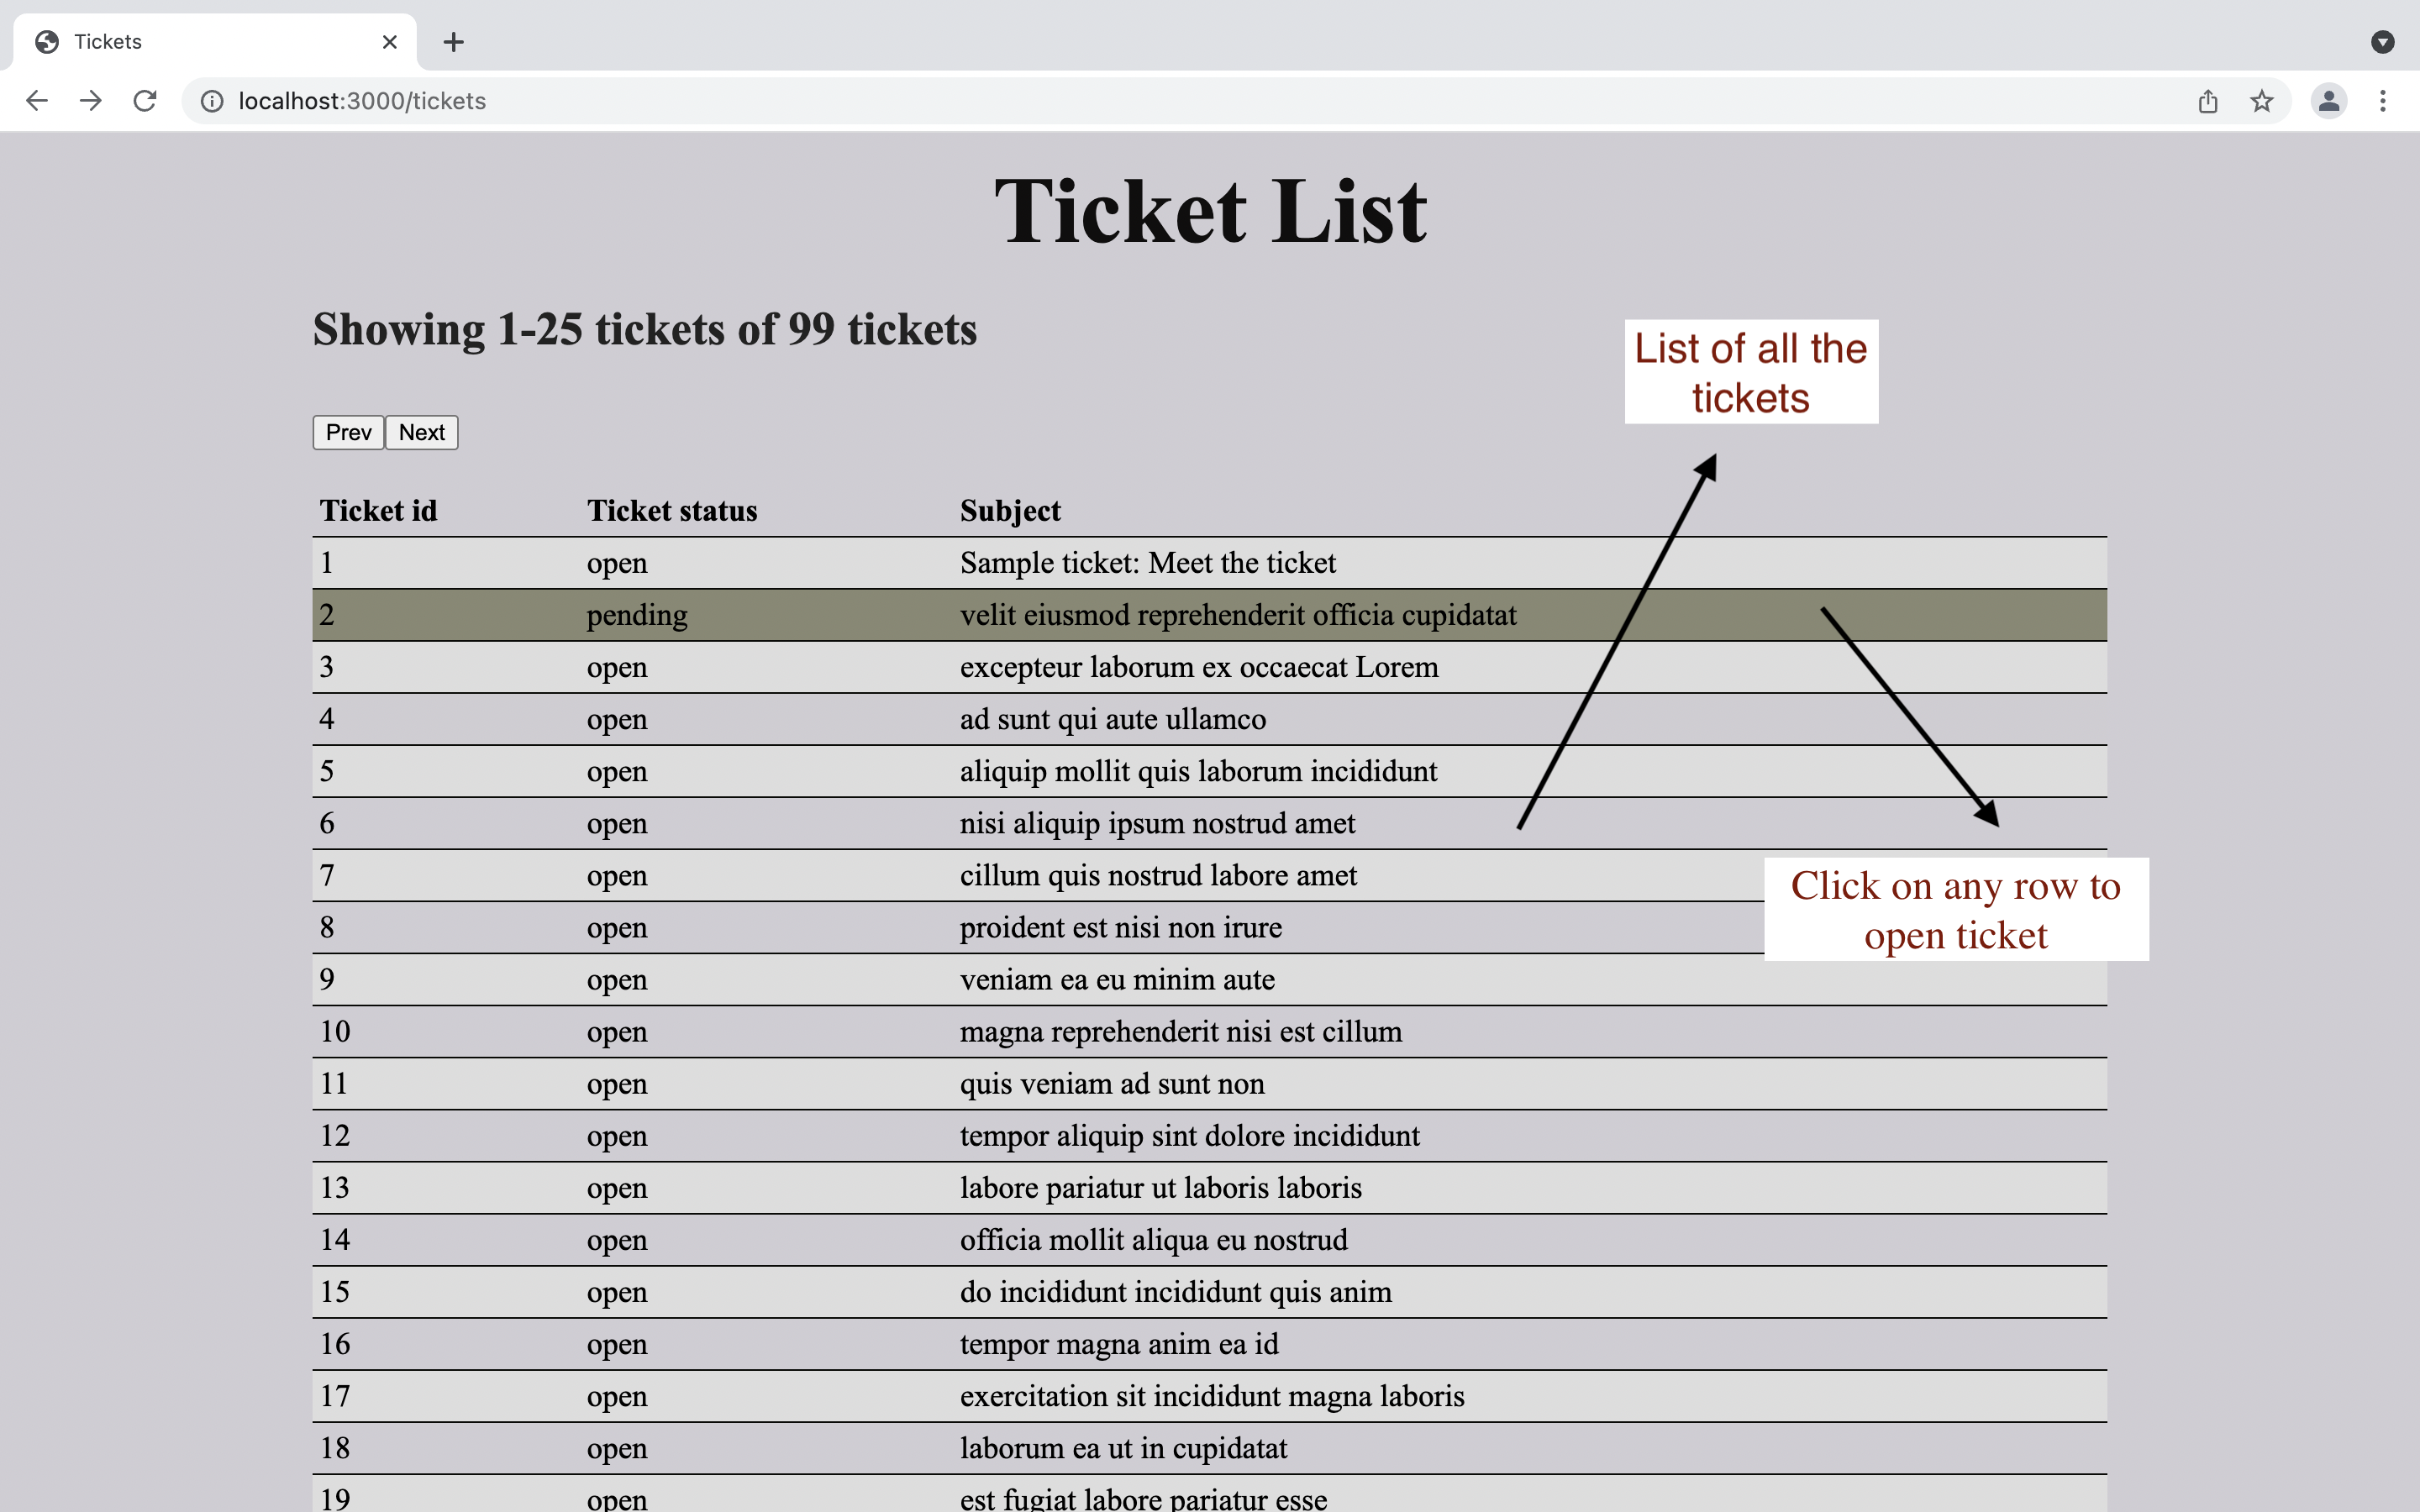 Tickets
localhost:3000/tickets
Ticket List
Showing 1-25 tickets of 99 tickets
List of all the
tickets
Prev Next
Ticket id Ticket status Subject
1 open Sample ticket: Meet the ticket
2 pending velit eiusmod reprehenderit officia cupidatat
3 open excepteur laborum ex occaecat Lorem
4 open ad sunt qui aute ullamco
5 open aliquip mollit quis laborum incididunt
6 open nisi aliquip ipsum nostrud amet
7 open cillum quis nostrud labore amet
Click on any row to
open ticket
8 open proident est nisi non irure
9 open veniam ea eu minim aute
10 open magna reprehenderit nisi est cillum
11 open quis veniam ad sunt non
12 open tempor aliquip sint dolore incididunt
13 open labore pariatur ut laboris laboris
14 open officia mollit aliqua eu nostrud
15 open do incididunt incididunt quis anim
16 open tempor magna anim ea id
17 open exercitation sit incididunt magna laboris
18 open laborum ea ut in cupidatat
19 open est fugiat labore pariatur esse